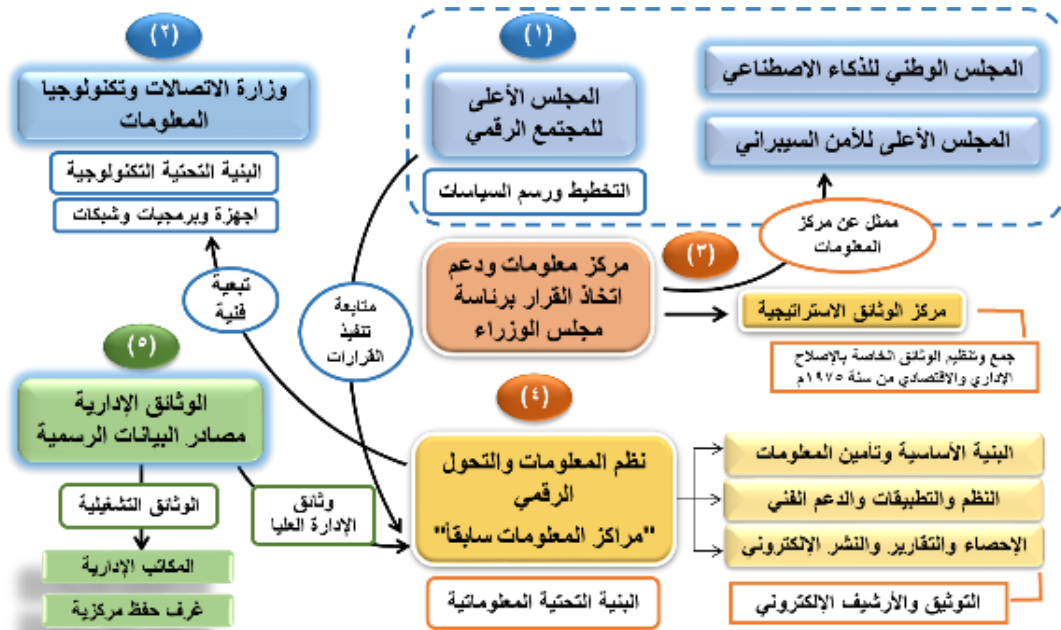 (١)
المجلس الأعلى
للمجتمع الرقمي
التخطيط ورسم السياسات
المجلس الوطني للذكاء الاصطناعي
المجلس الأعلى للأمن السيبراني
(٢)
وزارة الاتصالات وتكنولوجيا
المعلومات
البنية التحتية التكنولوجية
اجهزة وبرمجيات وشبكات
ممثل عن مركز
المعلومات
(٣)
مركز معلومات ودعم
اتخاذ القرار برئاسة
مجلس الوزراء
مركز الوثائق الاستراتيجية
جمع وتنظيم الوثائق الخاصة بالإصلاح
الإداري والاقتصادي من سنة ١٩٧٥م
تبعية
فنية
متابعة
تنفيذ
القرارات
(٤)
نظم المعلومات والتحول
الرقمي
"مراكز المعلومات سابقاً"
البنية التحتية المعلوماتية
البنية الأساسية وتأمين المعلومات
النظم والتطبيقات والدعم الفني
الإحصاء والتقارير والنشر الإلكتروني
التوثيق والأرشيف الإلكتروني
(٥)
الوثائق الإدارية
مصادر البيانات الرسمية
وثائق
الإدارة العليا
الوثائق التشغيلية
المكاتب الإدارية
غرف حفظ مركزية